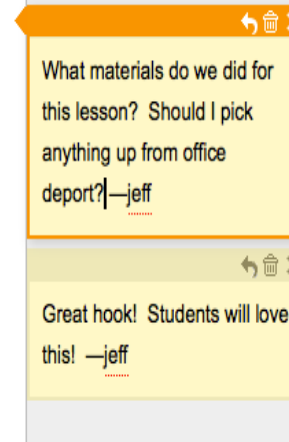 What materials do we did for
this lesson?  Should I pick
anything up from office
deport?—jeff
Great hook!  Students will love
this!  —jeff